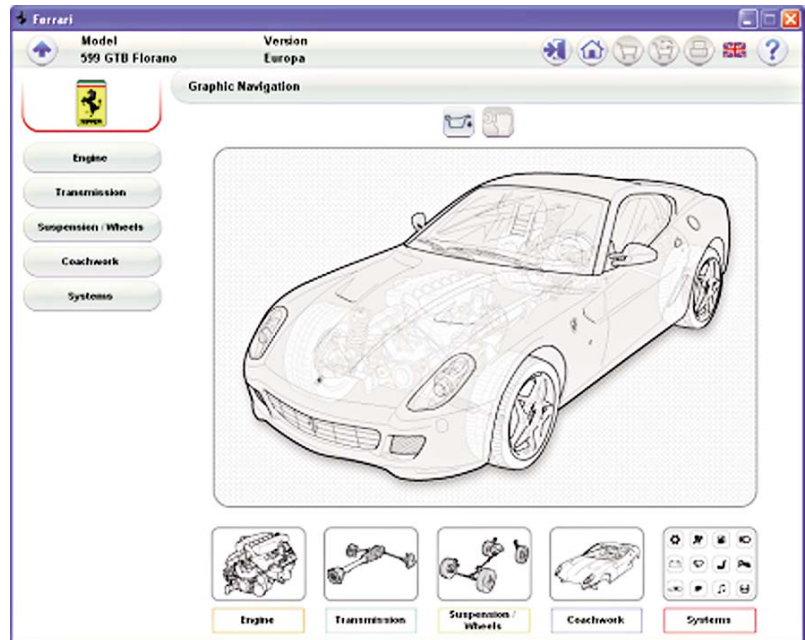 Ferrari
Model
Version
599 GTB Fiorano
Europa
?
Graphic Navigation
Engine
Transmission
Suspension / Wheels
Coachwork
Systems
Engine
Transmission
Suspension /
Wheels
Coachwork
Systems